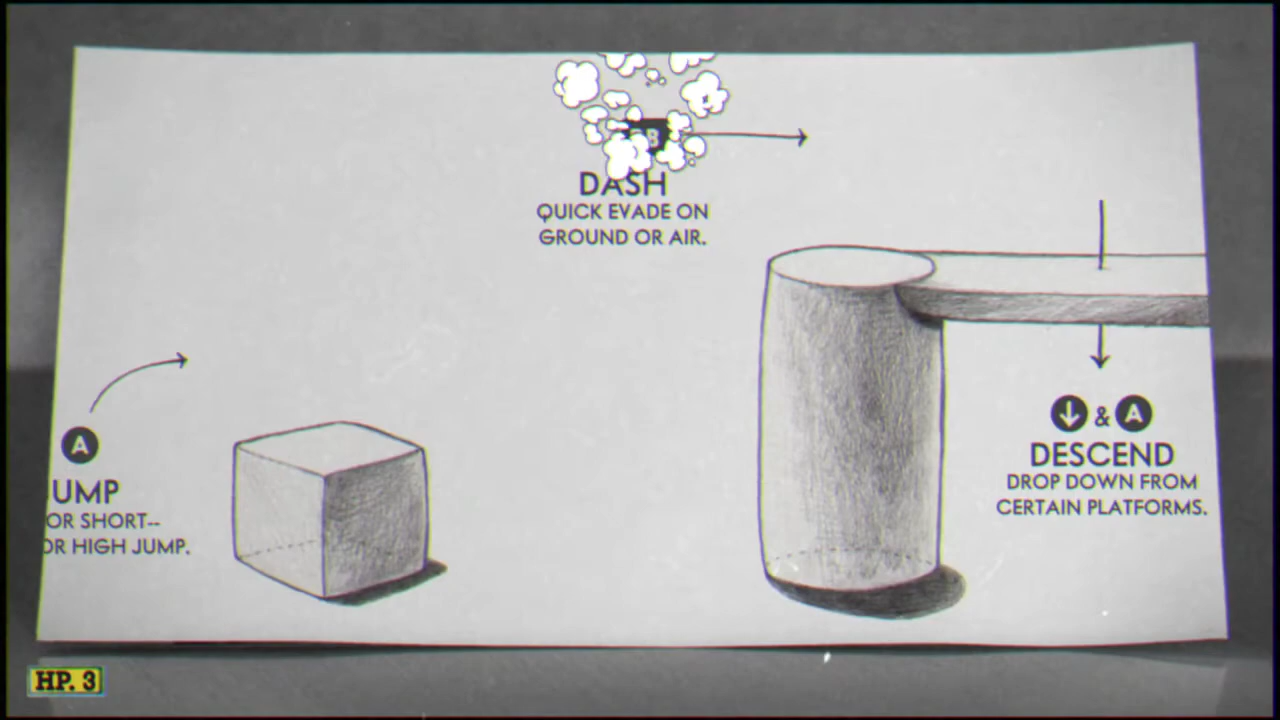 DASH
QUICK EVADE ON
GROUND OR AIR.
A
UMP
OR SHORT--
OR HIGH JUMP.
& A
DESCEND
DROP DOWN FROM
CERTAIN PLATFORMS.
HP. 3